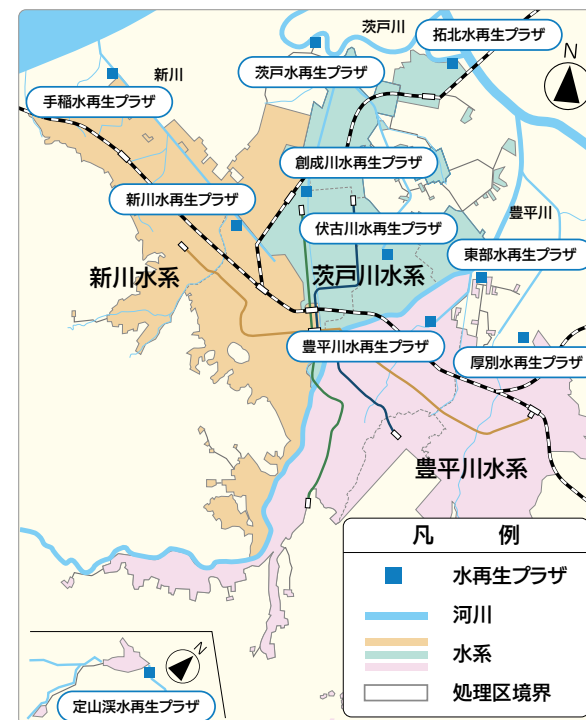 茨戸川
拓北水再生プラザ
N
新川
茨戸水再生プラザ
手稲水再生プラザ
創成川水再生プラザ
新川水再生プラザ
豊平川
伏古川水再生プラザ
東部水再生プラザ
新川水系
茨戸川水系
豊平川水再生プラザ
厚別水再生プラザ
豊平川水系
凡 例
水再生プラザ
河川
水系
処理区境界
N
定山渓水再生プラザ